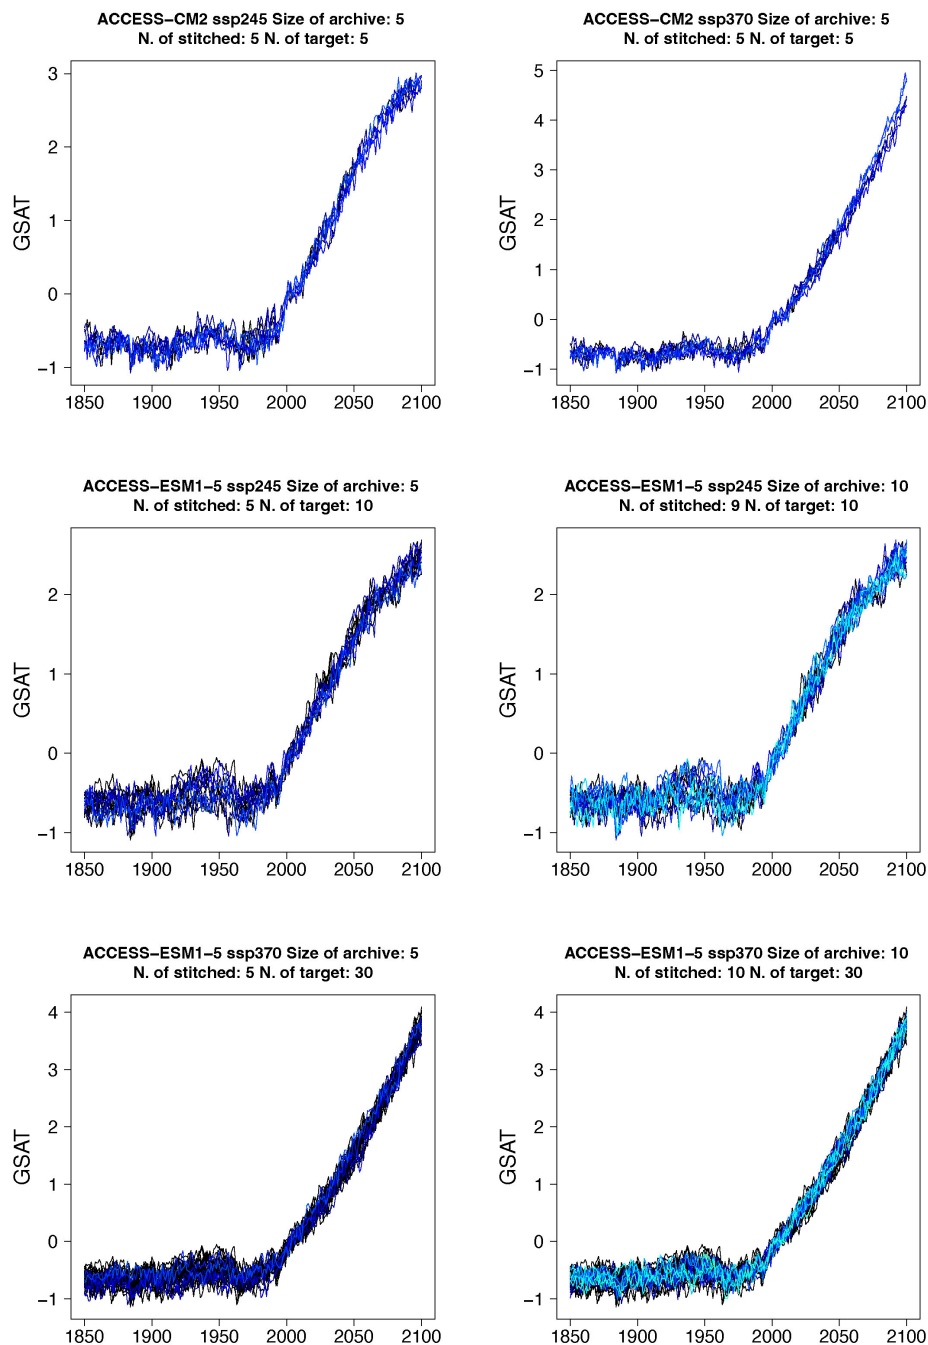 ACCESS−CM2 ssp245 Size of archive: 5
N. of stitched: 5 N. of target: 5
3
2
1
0
−1
GSAT
1850 1900 1950 2000 2050 2100
ACCESS−CM2 ssp370 Size of archive: 5
N. of stitched: 5 N. of target: 5
5
4
3
2
1
0
−1
GSAT
1850 1900 1950 2000 2050 2100
ACCESS−ESM1−5 ssp245 Size of archive: 5
N. of stitched: 5 N. of target: 10
2
1
0
−1
GSAT
1850 1900 1950 2000 2050 2100
ACCESS−ESM1−5 ssp245 Size of archive: 10
N. of stitched: 9 N. of target: 10
2
1
0
−1
GSAT
1850 1900 1950 2000 2050 2100
ACCESS−ESM1−5 ssp370 Size of archive: 5
N. of stitched: 5 N. of target: 30
4
3
2
1
0
−1
GSAT
1850 1900 1950 2000 2050 2100
ACCESS−ESM1−5 ssp370 Size of archive: 10
N. of stitched: 10 N. of target: 30
4
3
2
1
0
−1
GSAT
1850 1900 1950 2000 2050 2100